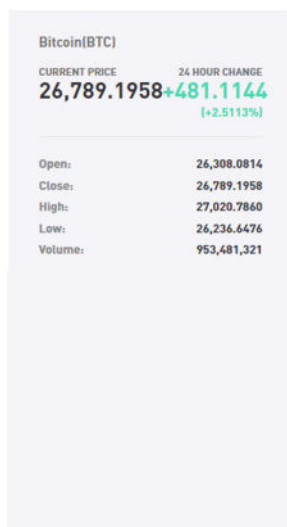 Bitcoin(BTC)
CURRENT PRICE 24 HOUR CHANGE
26,789.1958+481.1144
(+2.5113%)
Open: 26,308.0814
Close: 26,789.1958
High: 27,020.7860
Low: 26,236.6476
Volume: 953,481,321